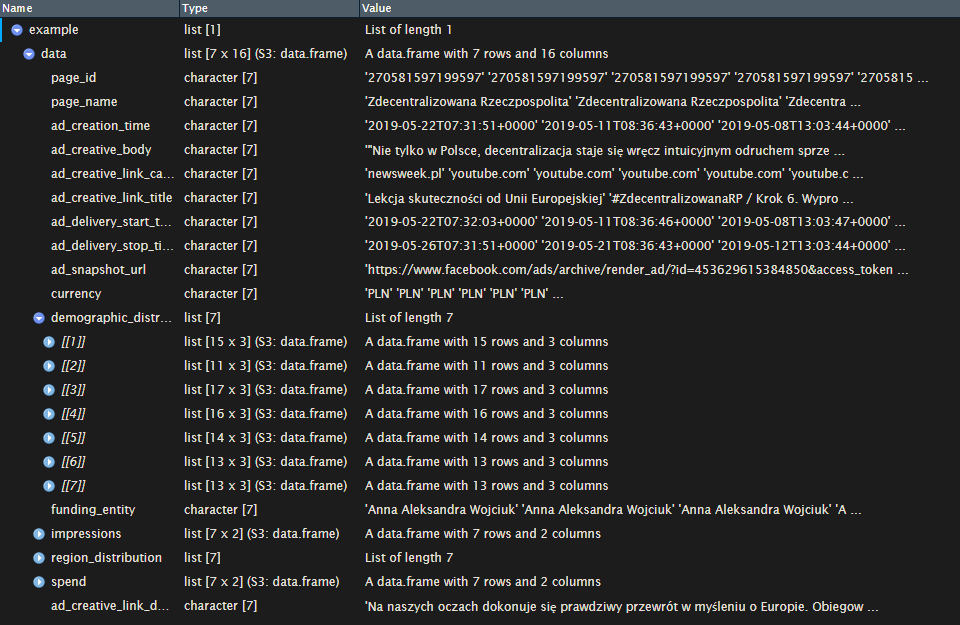 Name Type Value
example list [1] List of length 1
data list [7 x 16] (S3: data.frame) A data.frame with 7 rows and 16 columns
page_id character [7] '270581597199597' '270581597199597' '270581597199597' '270581597199597' '2705815 ...
page_name character [7] 'Zdecentralizowana Rzeczpospolita' 'Zdecentralizowana Rzeczpospolita' 'Zdecentra ...
ad_creation_time character [7] '2019-05-22T07:31:51+0000' '2019-05-11T08:36:43+0000' '2019-05-08T13:03:44+0000' ...
ad_creative_body character [7] '"Nie tylko w Polsce, decentralizacja staje się wręcz intuicyjnym odruchem sprze ...
ad_creative_link_ca... character [7] 'newsweek.pl' 'youtube.com' 'youtube.com' 'youtube.com' 'youtube.c ...
ad_creative_link_title character [7] 'Lekcja skuteczności od Unii Europejskiej' '#ZdecentralizowanaRP / Krok 6. Wypro ...
ad_delivery_start_t... character [7] '2019-05-22T07:32:03+0000' '2019-05-11T08:36:46+0000' '2019-05-08T13:03:47+0000' ...
ad_delivery_stop_ti... character [7] '2019-05-26T07:31:51+0000' '2019-05-21T08:36:43+0000' '2019-05-12T13:03:44+0000' ...
ad_snapshot_url character [7] 'https://www.facebook.com/ads/archive/render_ad/?id=453629615384850&access_token ...
currency character [7] 'PLN' 'PLN' 'PLN' 'PLN' 'PLN' 'PLN' ...
demographic_distr... list [7] List of length 7
[[1]] list [15 x 3] (S3: data.frame) A data.frame with 15 rows and 3 columns
[[2]] list [11 x 3] (S3: data.frame) A data.frame with 11 rows and 3 columns
[[3]] list [17 x 3] (S3: data.frame) A data.frame with 17 rows and 3 columns
[[4]] list [16 x 3] (S3: data.frame) A data.frame with 16 rows and 3 columns
[[5]] list [14 x 3] (S3: data.frame) A data.frame with 14 rows and 3 columns
[[6]] list [13 x 3] (S3: data.frame) A data.frame with 13 rows and 3 columns
[[7]] list [13 x 3] (S3: data.frame) A data.frame with 13 rows and 3 columns
funding_entity character [7] 'Anna Aleksandra Wojciuk' 'Anna Aleksandra Wojciuk' 'Anna Aleksandra Wojciuk' 'A ...
impressions list [7 x 2] (S3: data.frame) A data.frame with 7 rows and 2 columns
region_distribution list [7] List of length 7
spend list [7 x 2] (S3: data.frame) A data.frame with 7 rows and 2 columns
ad_creative_link_d... character [7] 'Na naszych oczach dokonuje się prawdziwy przewrót w myśleniu o Europie. Obiegow ...